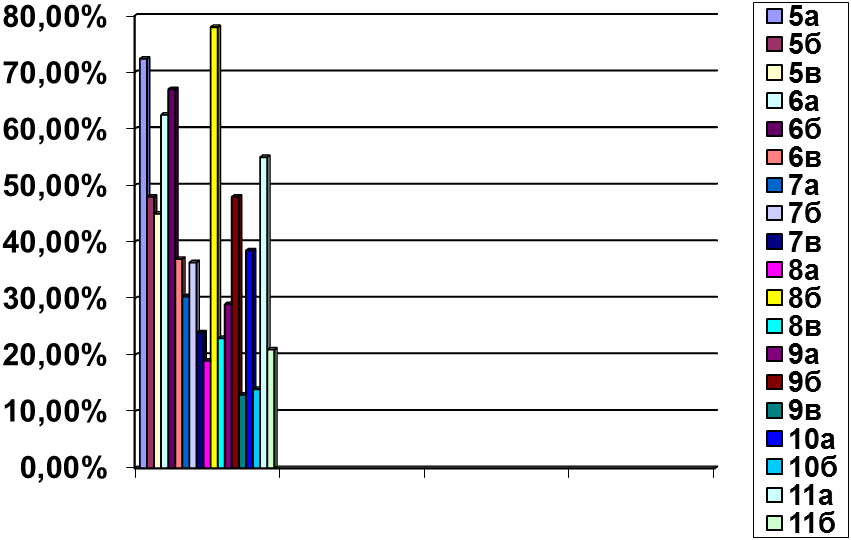 80,00%
70,00%
60,00%
50,00%
40,00%
30,00%
20,00%
10,00%
0,00%
5а
5б
5в
6а
6б
6в
7а
7б
7в
8а
8б
8в
9а
9б
9в
10а
10б
11а
11б